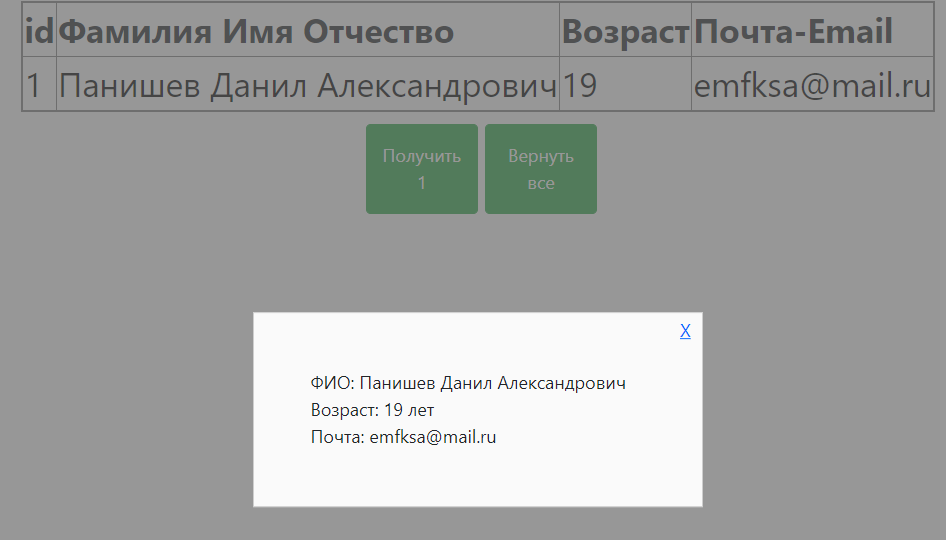 id Фамилия Имя Отчество Возраст Почта-Email
1 Панишев Данил Александрович 19 emfksa@mail.ru
Получить
1
Вернуть
все
X
ФИО: Панишев Данил Александрович
Возраст: 19 лет
Почта: emfksa@mail.ru